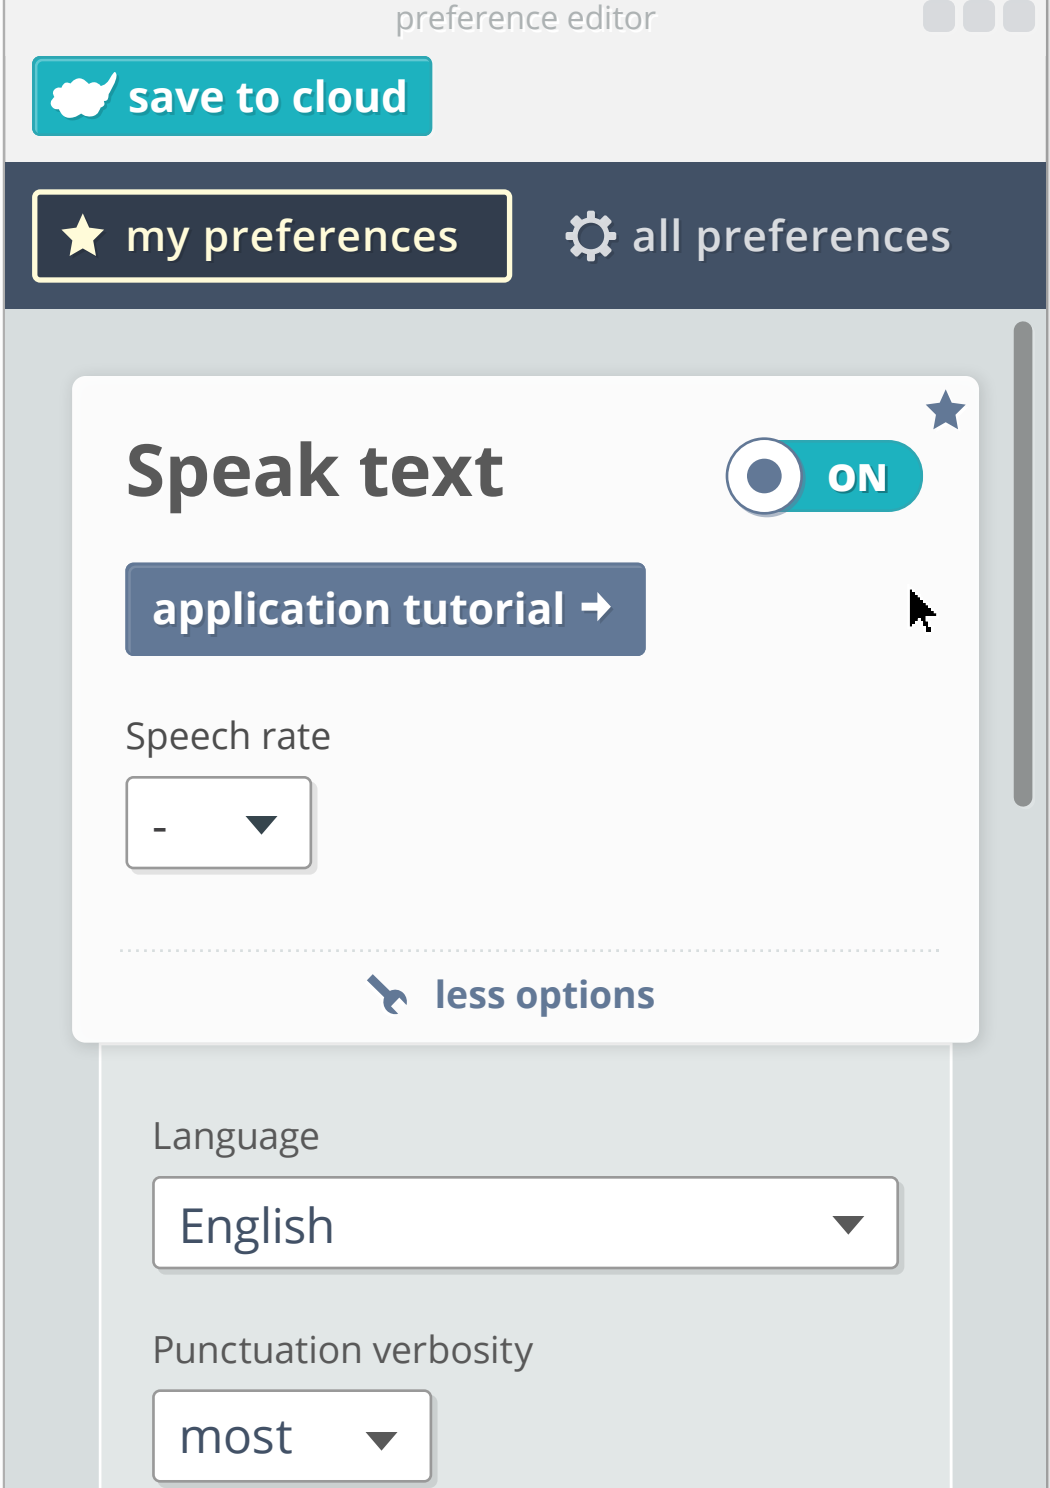 preference editor
save to cloud
my preferences
all preferences
Speak text
ON
application tutorial
Speech rate
-
less options
Language
English
Punctuation verbosity
most